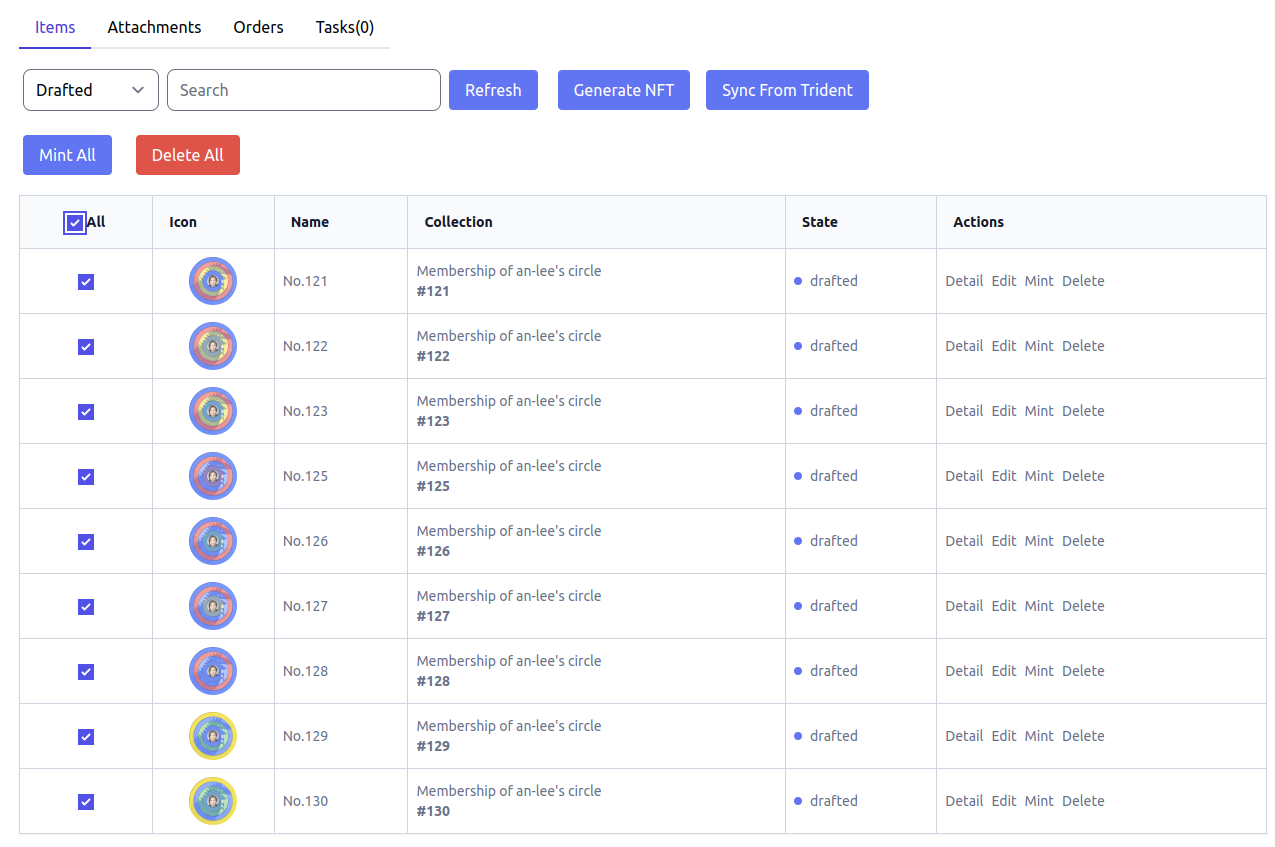 Items Attachments Orders Tasks(0)
Drafted Search Refresh Generate NFT Sync From Trident
Mint All Delete All
All Icon Name Collection State Actions
No.121 Membership of an-lee's circle drafted Detail Edit Mint Delete
#121
No.122 Membership of an-lee's circle drafted Detail Edit Mint Delete
#122
No.123 Membership of an-lee's circle drafted Detail Edit Mint Delete
#123
No.125 Membership of an-lee's circle drafted Detail Edit Mint Delete
#125
No.126 Membership of an-lee's circle drafted Detail Edit Mint Delete
#126
No.127 Membership of an-lee's circle drafted Detail Edit Mint Delete
#127
No.128 Membership of an-lee's circle drafted Detail Edit Mint Delete
#128
No.129 Membership of an-lee's circle drafted Detail Edit Mint Delete
#129
No.130 Membership of an-lee's circle drafted Detail Edit Mint Delete
#130